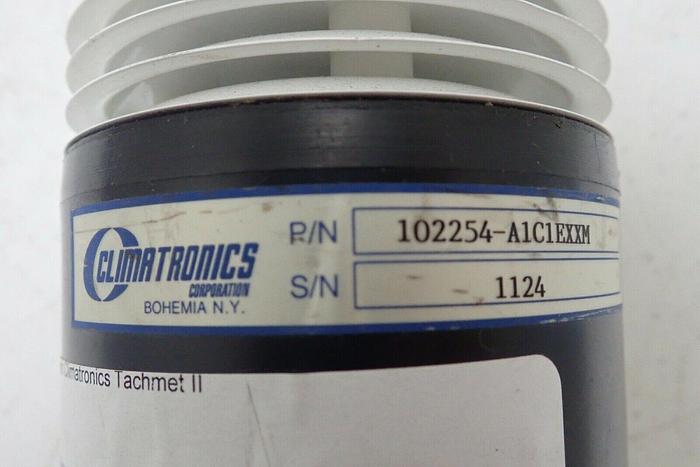 CLIMATRONICS
CORPORATION
BOHEMIA N.Y.
P/N 102254-A1C1EXXM
S/N 1124
Climatronics Tachmet II